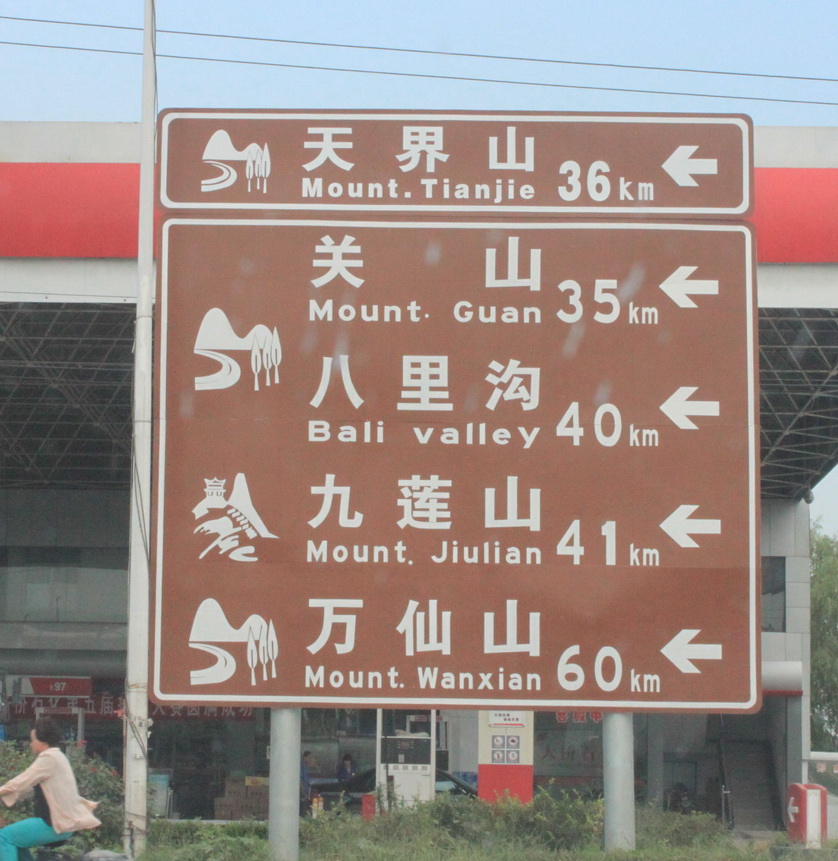 天界山
Mount.Tianjie 36km
关山
Mount. Guan 35km
八里沟
Bali valley 40km
九莲山
Mount. Jiulian 41km
万仙山
Mount. Wanxian 60km
97